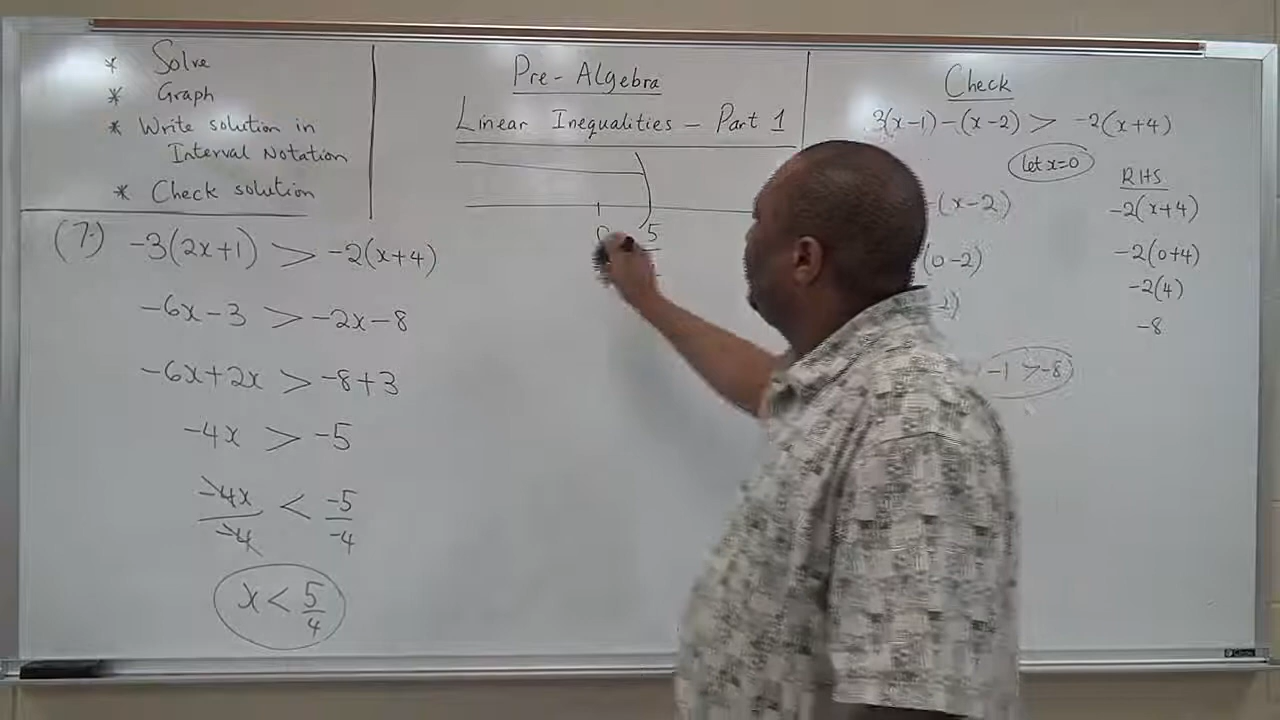 * Solve
* Graph
* Write solution in
Interval Notation
* Check solution
Pre-Algebra
Linear Inequalities - Part 1
5
(7.) -3(2x+1) > -2(x+4)
-6x-3 > -2x-8
-6x+2x > -8+3
-4x > -5
-4x/-4 < -5/-4
x < 5/4
Check
3(x-1)-(x-2) > -2(x+4)
let x=0
-(x-2)
(0-2)
-1 > -8
RHS
-2(x+4)
-2(0+4)
-2(4)
-8